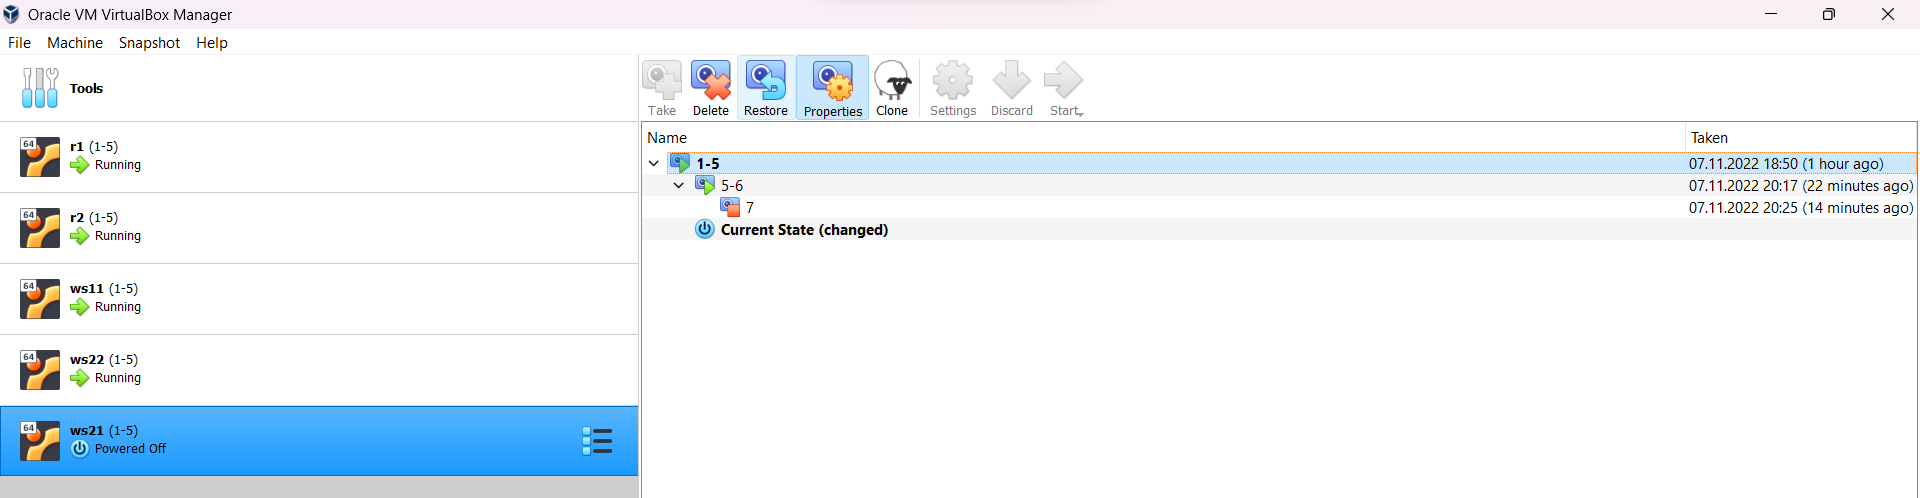 Oracle VM VirtualBox Manager
File Machine Snapshot Help
Tools
64
r1 (1-5)
Running
64
r2 (1-5)
Running
64
ws11 (1-5)
Running
64
ws22 (1-5)
Running
64
ws21 (1-5)
Powered Off
Take Delete Restore Properties Clone Settings Discard Start
Name Taken
1-5 07.11.2022 18:50 (1 hour ago)
5-6 07.11.2022 20:17 (22 minutes ago)
7 07.11.2022 20:25 (14 minutes ago)
Current State (changed)